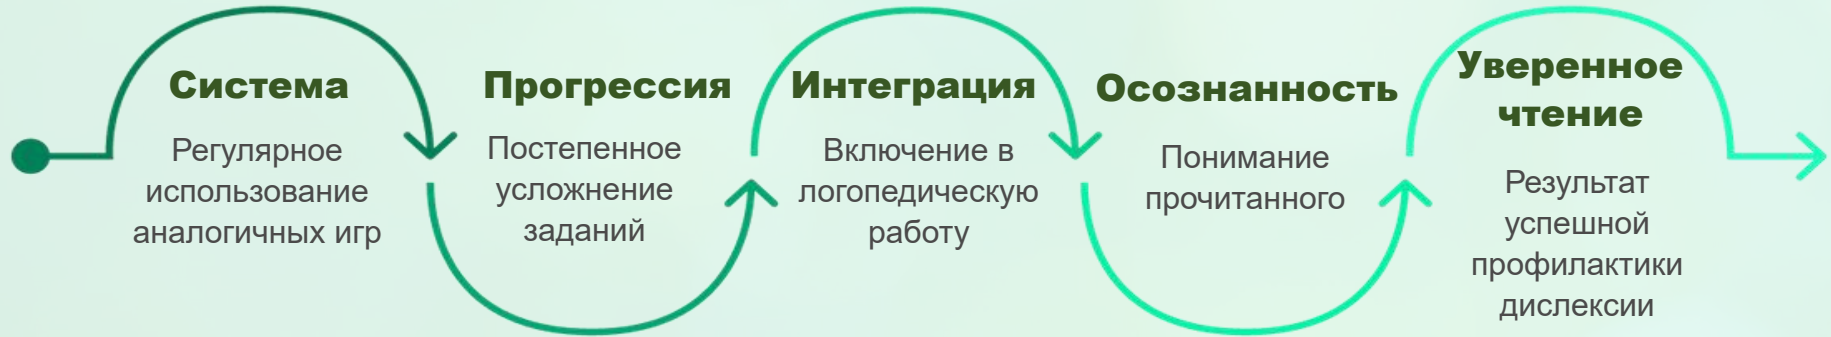 Система
Регулярное
использование
аналогичных игр
Прогрессия
Постепенное
усложнение
заданий
Интеграция
Включение в
логопедическую
работу
Осознанность
Понимание
прочитанного
Уверенное
чтение
Результат
успешной
профилактики
дислексии